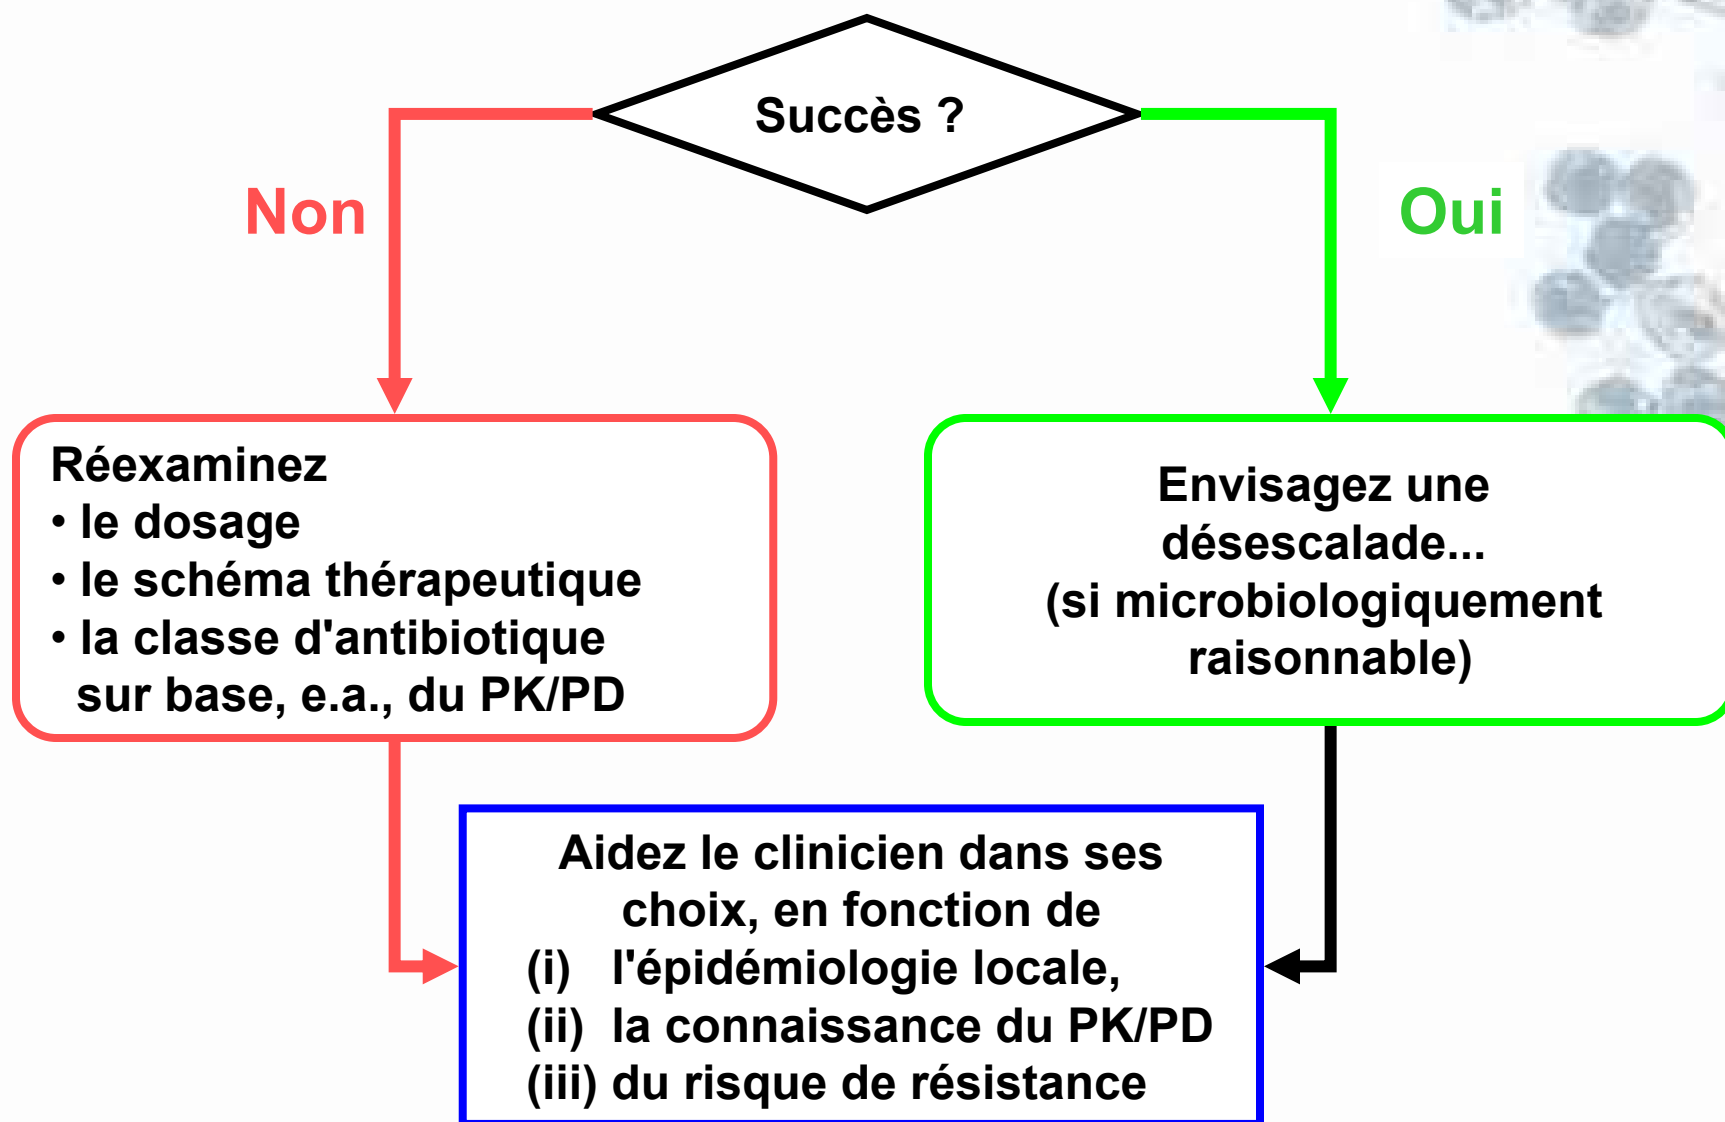 Succès ?
Non
Oui
Réexaminez
• le dosage
• le schéma thérapeutique
• la classe d'antibiotique
sur base, e.a., du PK/PD
Envisagez une
désescalade...
(si microbiologiquement
raisonnable)
Aidez le clinicien dans ses
choix, en fonction de
(i) l'épidémiologie locale,
(ii) la connaissance du PK/PD
(iii) du risque de résistance